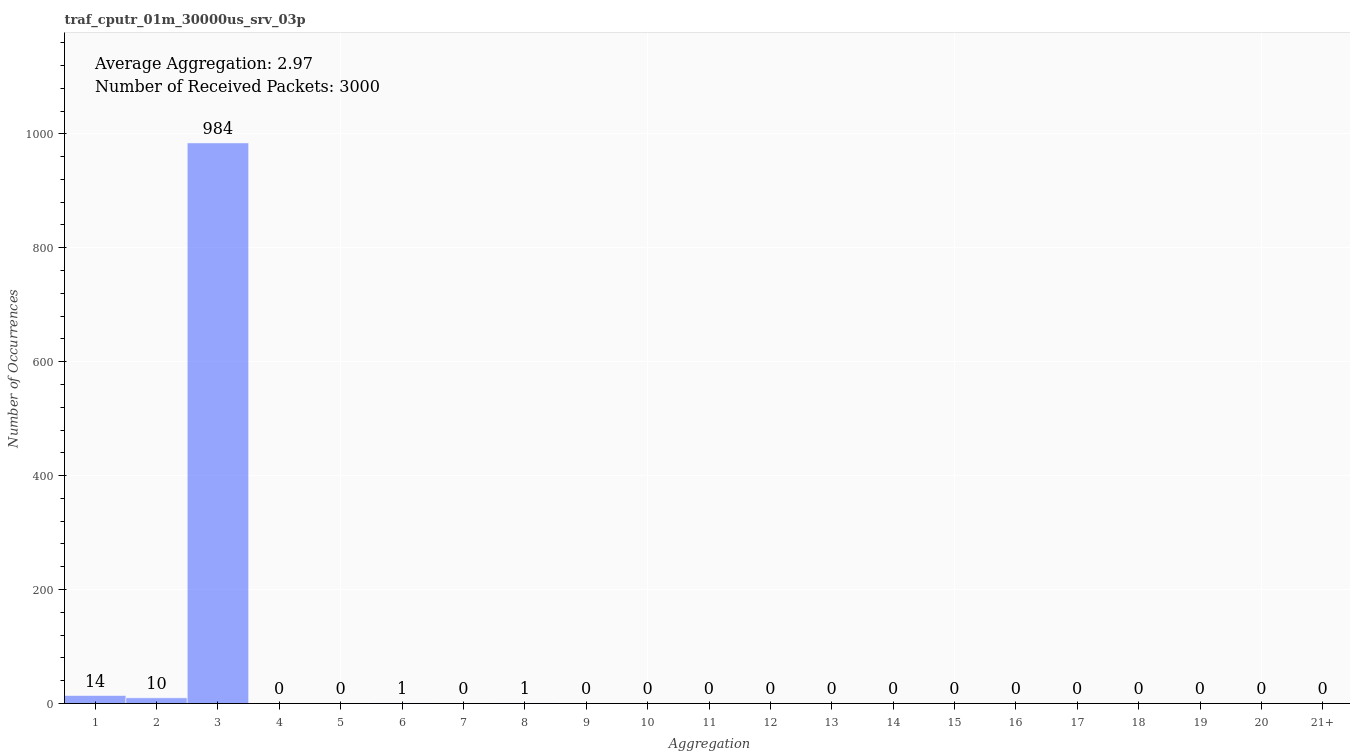 traf_cputr_01m_30000us_srv_03p
Average Aggregation: 2.97
Number of Received Packets: 3000
1000
800
600
400
200
0
Number of Occurrences
14 10 984 0 0 1 0 1 0 0 0 0 0 0 0 0 0 0 0 0 0
1 2 3 4 5 6 7 8 9 10 11 12 13 14 15 16 17 18 19 20 21+
Aggregation